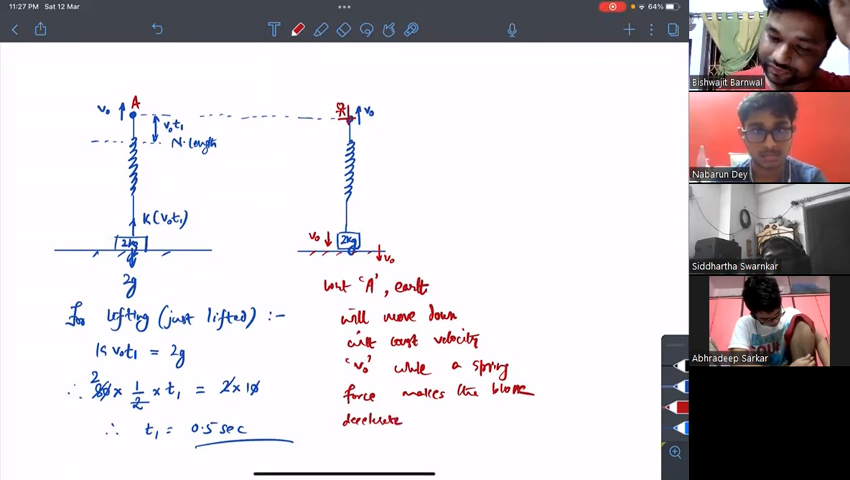 11:27 PM Sat 12 Mar
64%
Biswajit Barnwal
Nabarun Dey
Siddhartha Swarnkar
Abhradeep Sarkar
v₀ A
v₀t₁
N. length
K(v₀t₁)
2kg
2g
For lifting (just lifted) :-
K v₀t₁ = 2g
∴ 2 80 × 1/2 × t₁ = 2 × 10
∴ t₁ = 0.5 sec
A v₀
v₀ 2kg
v₀
wrt 'A', earth
will move down
with const velocity
'v₀' while a spring
force makes the block
decelerate